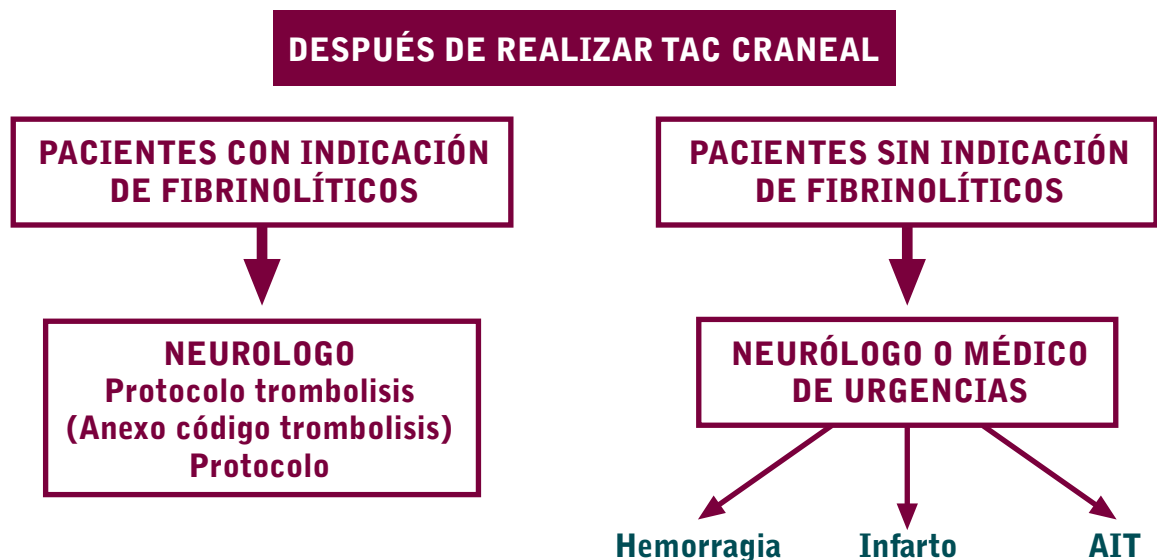 DESPUÉS DE REALIZAR TAC CRANEAL
PACIENTES CON INDICACIÓN
DE FIBRINOLÍTICOS
PACIENTES SIN INDICACIÓN
DE FIBRINOLÍTICOS
NEUROLOGO
Protocolo trombolisis
(Anexo código trombolisis)
Protocolo
NEURÓLOGO O MÉDICO
DE URGENCIAS
Hemorragia
Infarto
AIT